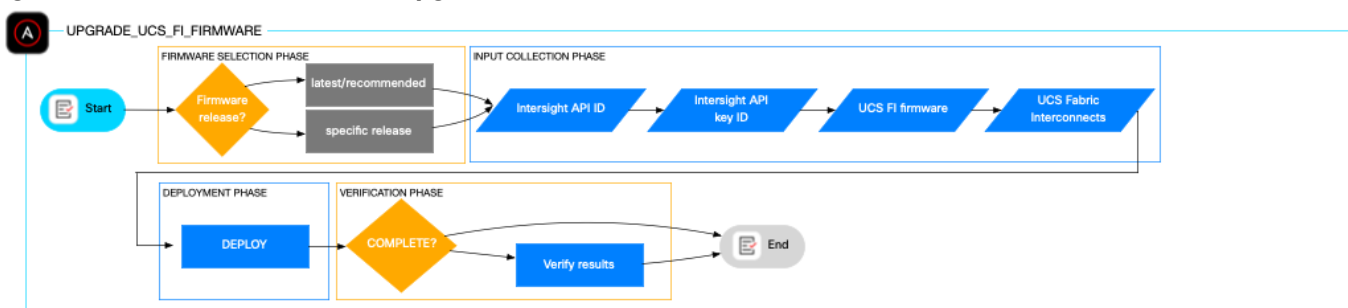 UPGRADE_UCS_FI_FIRMWARE
FIRMWARE SELECTION PHASE
INPUT COLLECTION PHASE
Start
Firmware
release?
latest/recommended
specific release
Intersight API ID
Intersight API
key ID
UCS FI firmware
UCS Fabric
Interconnects
DEPLOYMENT PHASE
VERIFICATION PHASE
DEPLOY
COMPLETE?
Verify results
End